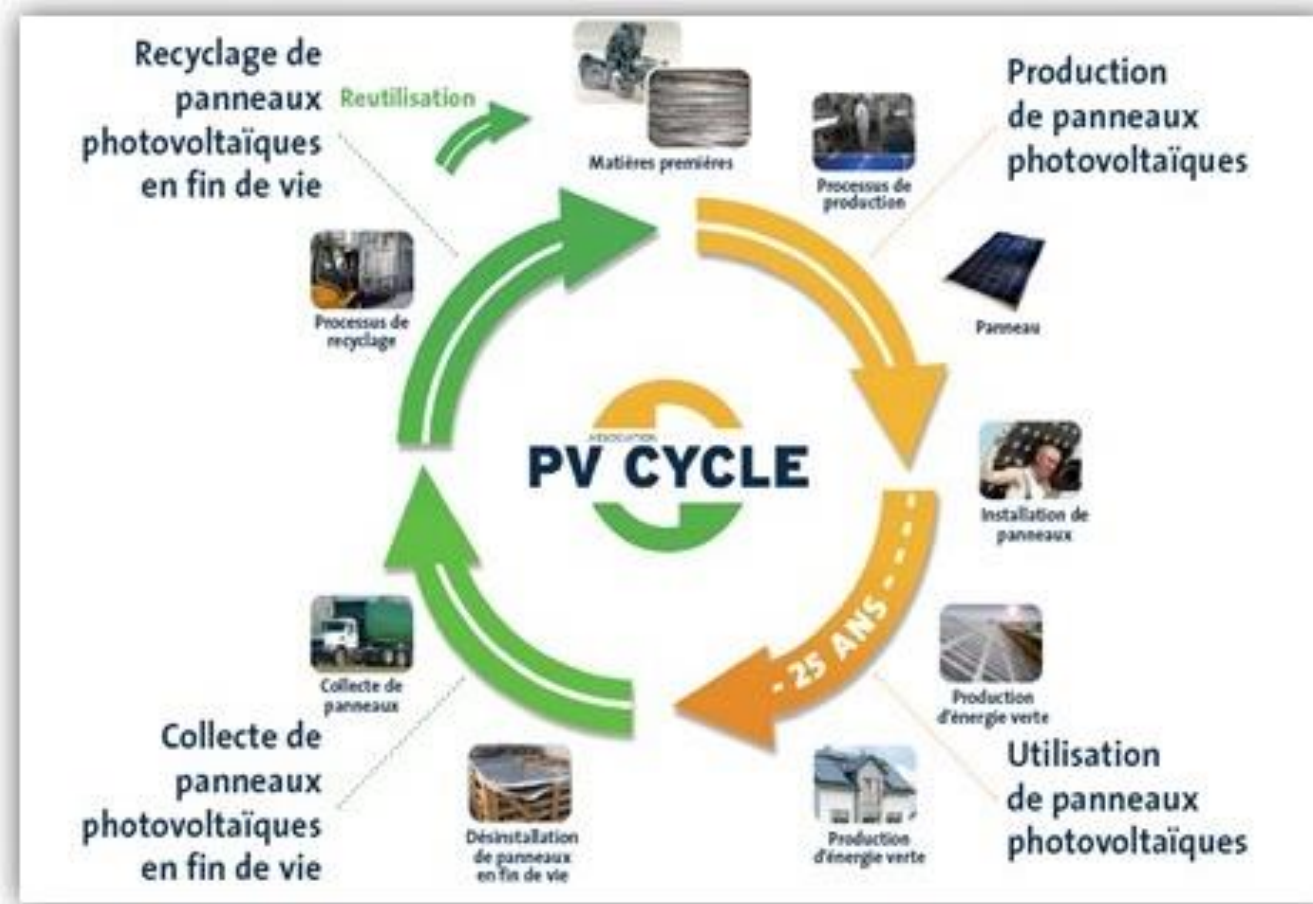 Recyclage de
panneaux
photovoltaïques
en fin de vie
Reutilisation
Matières premières
Processus de
production
Production
de panneaux
photovoltaïques
Panneau
Processus de
recyclage
ASSOCIATION
PV CYCLE
Installation de
panneaux
- 25 ANS -
Production
d'énergie verte
Collecte de
panneaux
Collecte de
panneaux
photovoltaïques
en fin de vie
Désinstallation
de panneaux
en fin de vie
Production
d'énergie verte
Utilisation
de panneaux
photovoltaïques